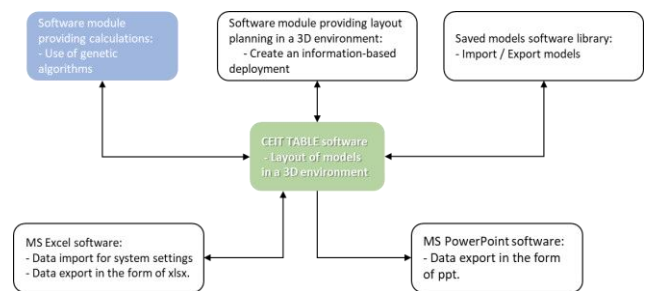 Software module
providing calculations:
- Use of genetic
algorithms
Software module providing layout
planning in a 3D environment:
- Create an information-based
deployment
Saved models software library:
- Import / Export models
CEIT TABLE software
- Layout of models
in a 3D environment
MS Excel software:
- Data import for system settings
- Data export in the form of xlsx.
MS PowerPoint software:
- Data export in the form
of ppt.